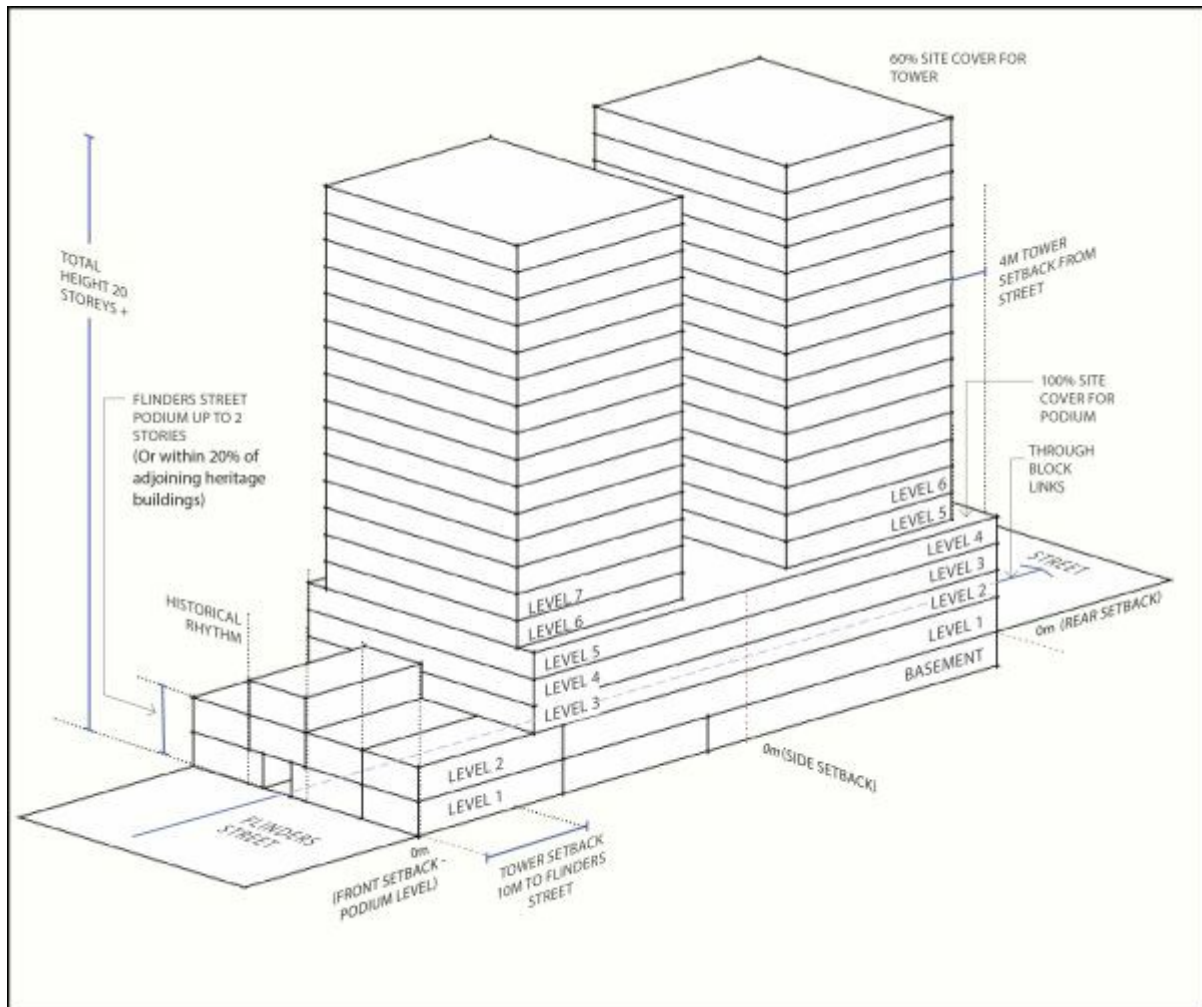 60% SITE COVER FOR
TOWER
TOTAL
HEIGHT 20
STOREYS +
4M TOWER
SETBACK FROM
STREET
FLINDERS STREET
PODIUM UP TO 2
STORIES
(Or within 20% of
adjoining heritage
buildings)
100% SITE
COVER FOR
PODIUM
THROUGH
BLOCK
LINKS
HISTORICAL
RHYTHM
LEVEL 7
LEVEL 6
LEVEL 5
LEVEL 4
LEVEL 3
LEVEL 2
LEVEL 1
LEVEL 6
LEVEL 5
LEVEL 4
LEVEL 3
LEVEL 2
LEVEL 1
BASEMENT
STREET
0m (REAR SETBACK)
0m (SIDE SETBACK)
FLINDERS
STREET
0m
(FRONT SETBACK -
PODIUM LEVEL)
TOWER SETBACK
10M TO FLINDERS
STREET